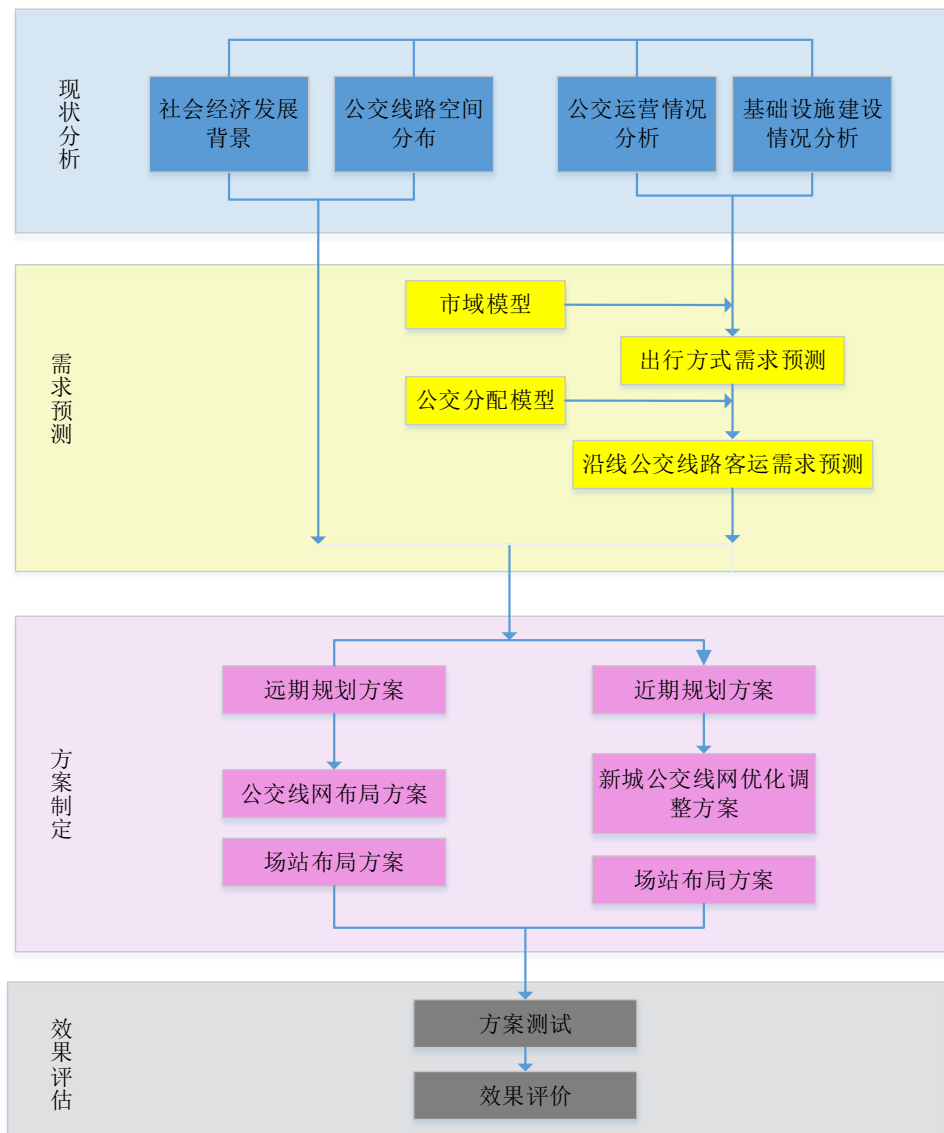 现状分析
社会经济发展
背景
公交线路空间
分布
公交运营情况
分析
基础设施建设
情况分析
需求预测
市域模型
出行方式需求预测
公交分配模型
沿线公交线路客运需求预测
方案制定
远期规划方案
近期规划方案
公交线网布局方案
新城公交线网优化调
整方案
场站布局方案
场站布局方案
效果评估
方案测试
效果评价